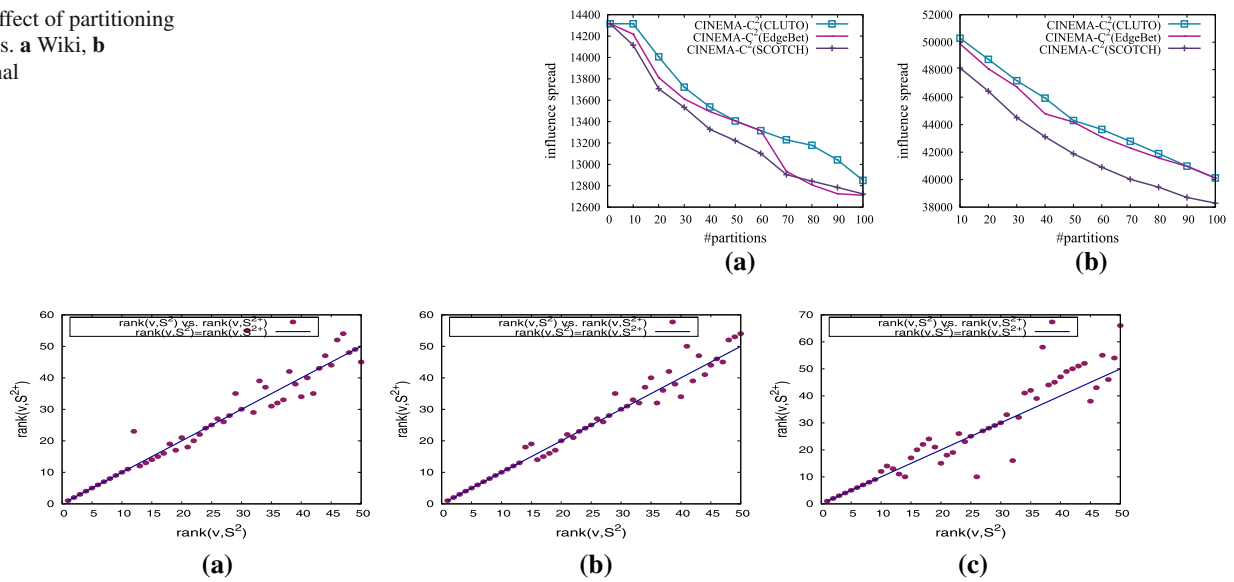 ffect of partitioning
s. a Wiki, b
nal
14400
14200
14000
13800
13600
13400
13200
13000
12800
12600
influence spread
CINEMA-C²(CLUTO)
CINEMA-C²(EdgeBet)
CINEMA-C²(SCOTCH)
0 10 20 30 40 50 60 70 80 90 100
#partitions
(a)
52000
50000
48000
46000
44000
42000
40000
38000
influence spread
CINEMA-C²(CLUTO)
CINEMA-C²(EdgeBet)
CINEMA-C²(SCOTCH)
10 20 30 40 50 60 70 80 90 100
#partitions
(b)
60
50
40
30
20
10
0
rank(v,S²⁺)
rank(v,S²) vs. rank(v,S²⁺)
rank(v,S²)=rank(v,S²⁺)
0 5 10 15 20 25 30 35 40 45 50
rank(v,S²)
(a)
60
50
40
30
20
10
0
rank(v,S²⁺)
rank(v,S²) vs. rank(v,S²⁺)
rank(v,S²)=rank(v,S²⁺)
0 5 10 15 20 25 30 35 40 45 50
rank(v,S²)
(b)
70
60
50
40
30
20
10
0
rank(v,S²⁺)
rank(v,S²) vs. rank(v,S²⁺)
rank(v,S²)=rank(v,S²⁺)
0 5 10 15 20 25 30 35 40 45 50
rank(v,S²)
(c)